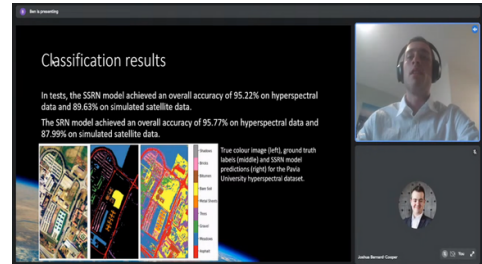 Ben is presenting
Classification results
In tests, the SSRN model achieved an overall accuracy of 95.22% on hyperspectral
data and 89.63% on simulated satellite data.
The SRN model achieved an overall accuracy of 95.77% on hyperspectral data and
87.99% on simulated satellite data.
True colour image (left), ground truth
labels (middle) and SSRN model
predictions (right) for the Pavia
University hyperspectral dataset.
Shadows
Bricks
Bitumen
Bare Soil
Metal Sheets
Trees
Gravel
Meadows
Asphalt
Joshua Bernard-Cooper
You